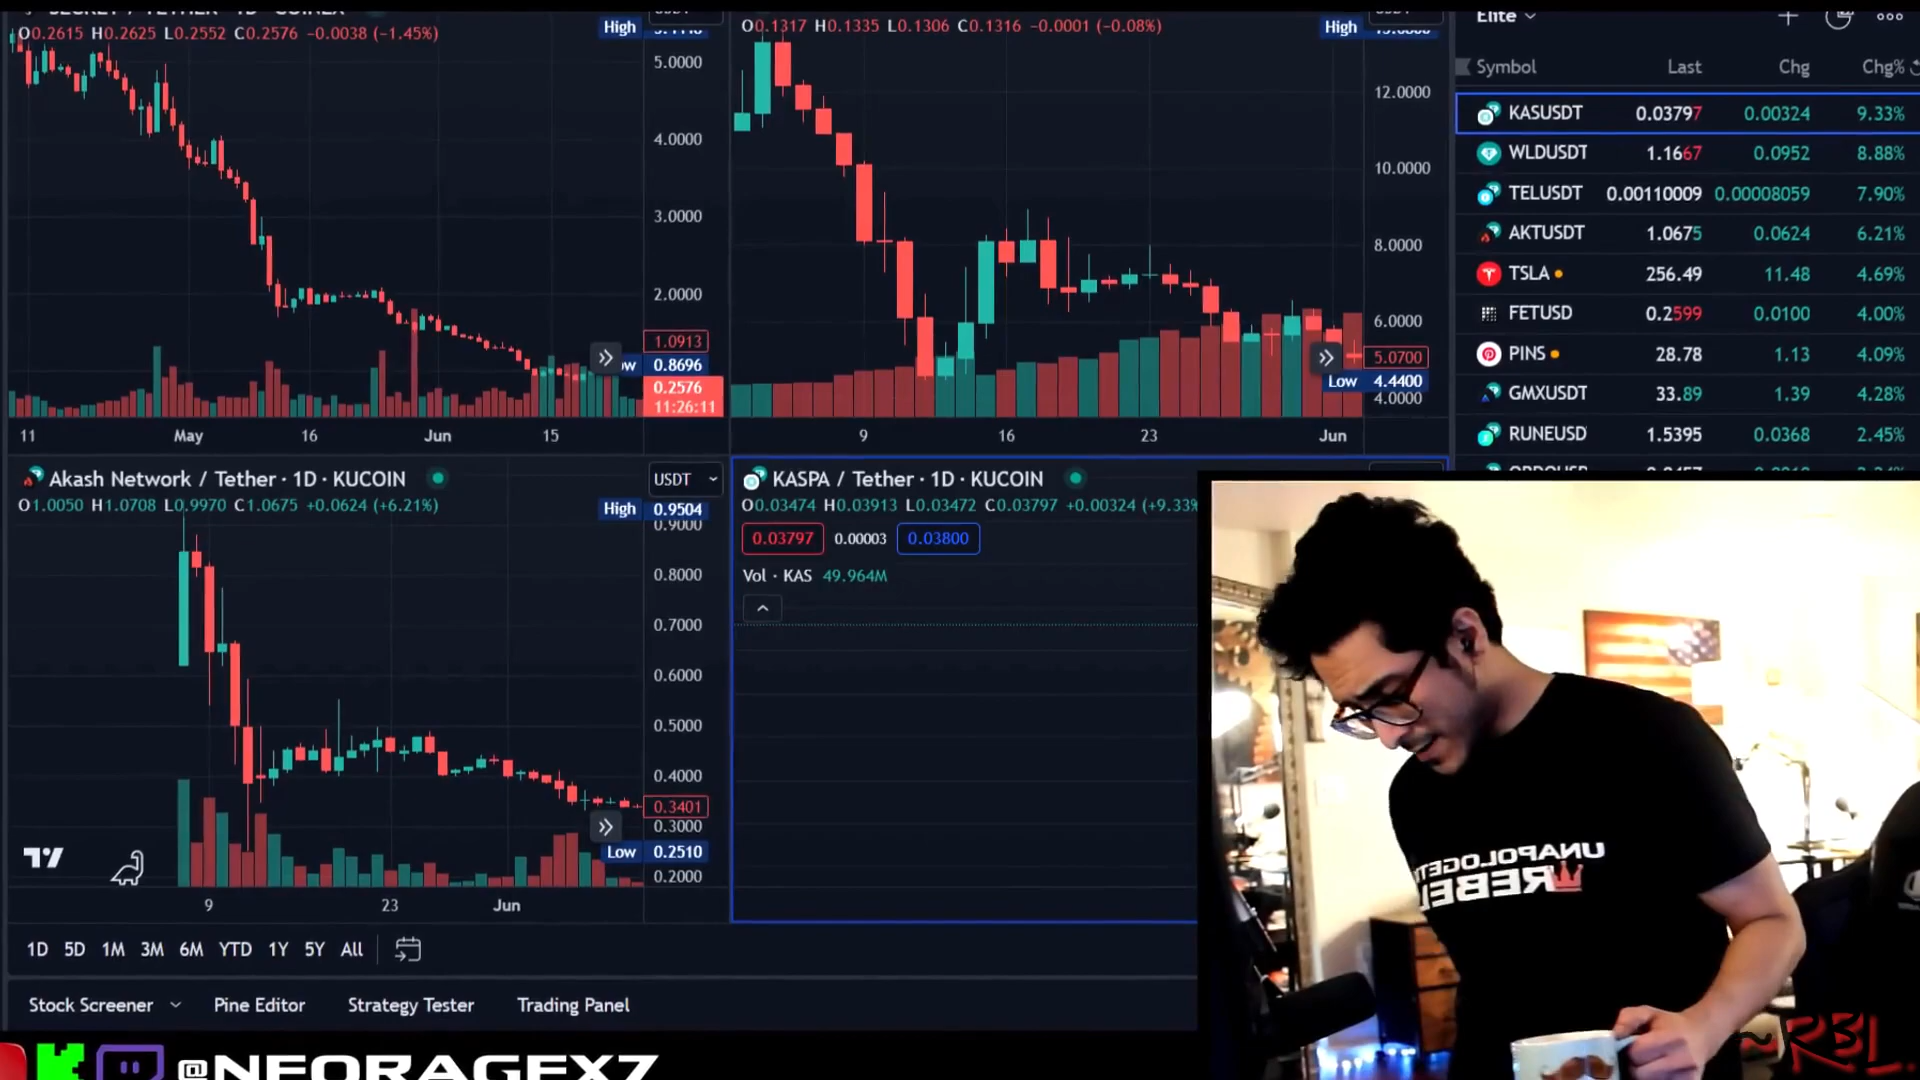 SECRET / TETHER · 1D · COINEX
O0.2615 H0.2625 L0.2552 C0.2576 −0.0038 (−1.45%)
High
5.0000
4.0000
3.0000
2.0000
1.0913
0.8696
0.2576
11:26:11
11 May 16 Jun 15
O0.1317 H0.1335 L0.1306 C0.1316 −0.0001 (−0.08%)
High
12.0000
10.0000
8.0000
6.0000
5.0700
Low 4.4400
4.0000
9 16 23 Jun
Elite
Symbol Last Chg Chg%
KASUSDT 0.03797 0.00324 9.33%
WLDUSDT 1.1667 0.0952 8.88%
TELUSDT 0.00110009 0.00008059 7.90%
AKTUSDT 1.0675 0.0624 6.21%
TSLA 256.49 11.48 4.69%
FETUSD 0.2599 0.0100 4.00%
PINS 28.78 1.13 4.09%
GMXUSDT 33.89 1.39 4.28%
RUNEUSD 1.5395 0.0368 2.45%
Akash Network / Tether · 1D · KUCOIN
USDT
O1.0050 H1.0708 L0.9970 C1.0675 +0.0624 (+6.21%)
High 0.9504
0.9000
0.8000
0.7000
0.6000
0.5000
0.4000
0.3401
0.3000
Low 0.2510
0.2000
9 23 Jun
KASPA / Tether · 1D · KUCOIN
O0.03474 H0.03913 L0.03472 C0.03797 +0.00324 (+9.33%
0.03797 0.00003 0.03800
Vol · KAS 49.964M
1D 5D 1M 3M 6M YTD 1Y 5Y All
Stock Screener Pine Editor Strategy Tester Trading Panel
@NEORAGEX7
UNAPOLOGET
REBEL
~RBL.